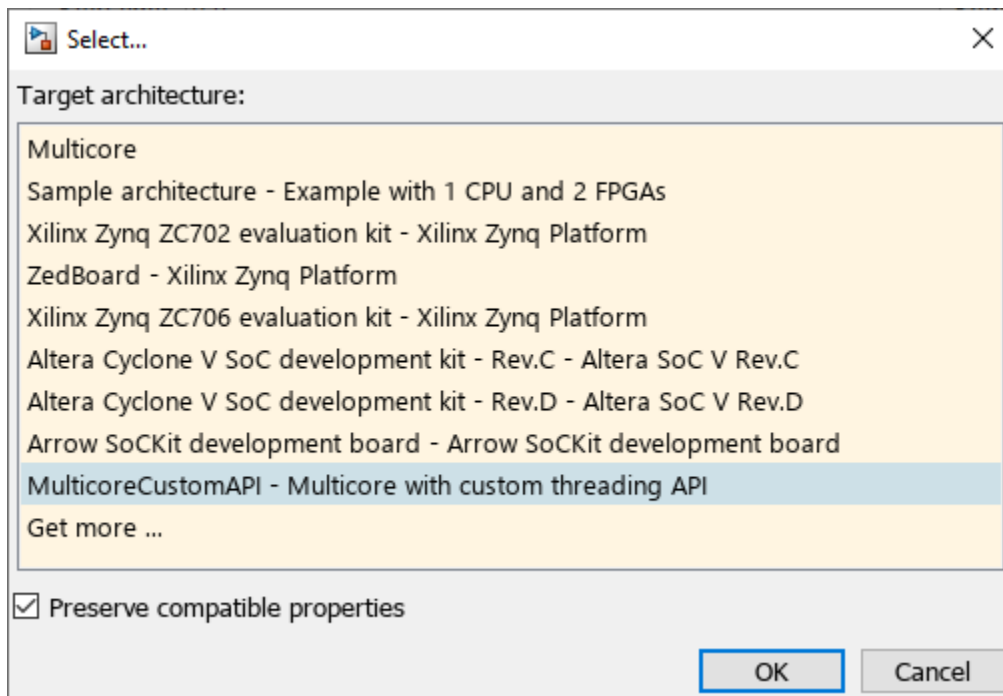 Select...
Target architecture:
Multicore
Sample architecture - Example with 1 CPU and 2 FPGAs
Xilinx Zynq ZC702 evaluation kit - Xilinx Zynq Platform
ZedBoard - Xilinx Zynq Platform
Xilinx Zynq ZC706 evaluation kit - Xilinx Zynq Platform
Altera Cyclone V SoC development kit - Rev.C - Altera SoC V Rev.C
Altera Cyclone V SoC development kit - Rev.D - Altera SoC V Rev.D
Arrow SoCKit development board - Arrow SoCKit development board
MulticoreCustomAPI - Multicore with custom threading API
Get more ...
Preserve compatible properties
OK Cancel